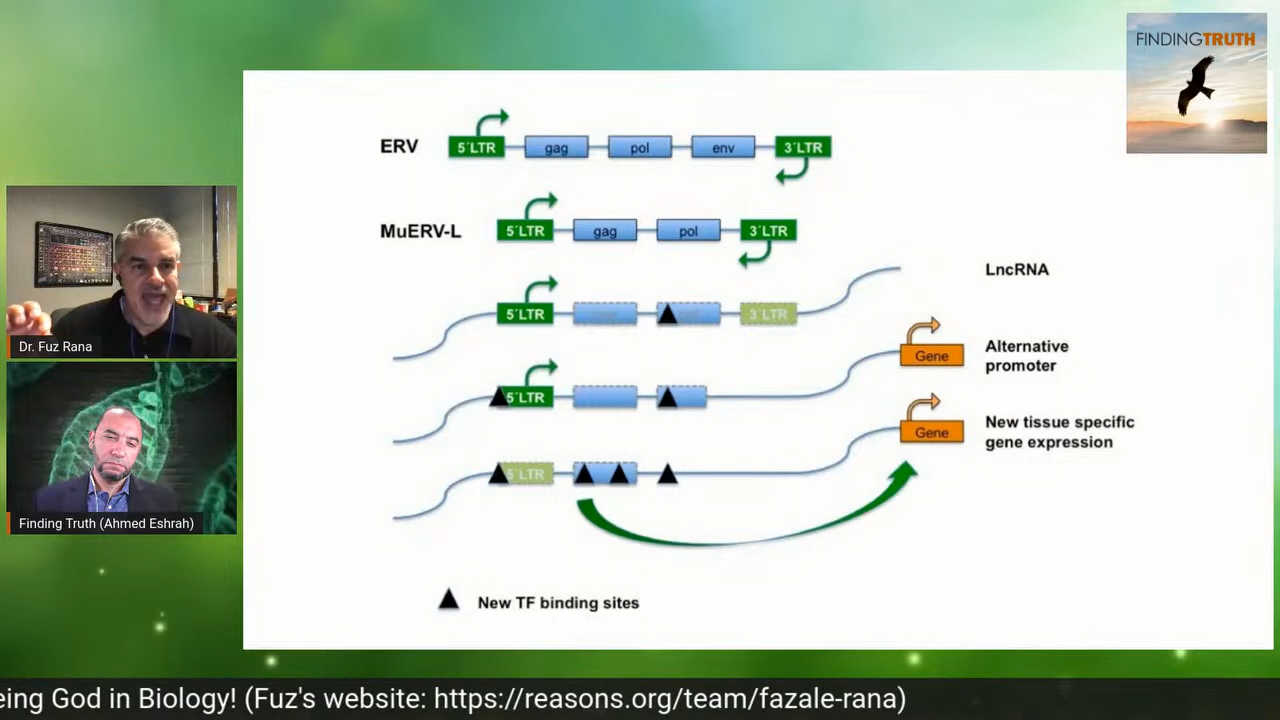 FINDINGTRUTH
ERV
5´LTR gag pol env 3´LTR
MuERV-L
5´LTR gag pol 3´LTR
LncRNA
5´LTR 3´LTR
Gene
Alternative
promoter
5´LTR
Gene
New tissue specific
gene expression
5´LTR
New TF binding sites
Dr. Fuz Rana
Finding Truth (Ahmed Eshrah)
eing God in Biology! (Fuz's website: https://reasons.org/team/fazale-rana)